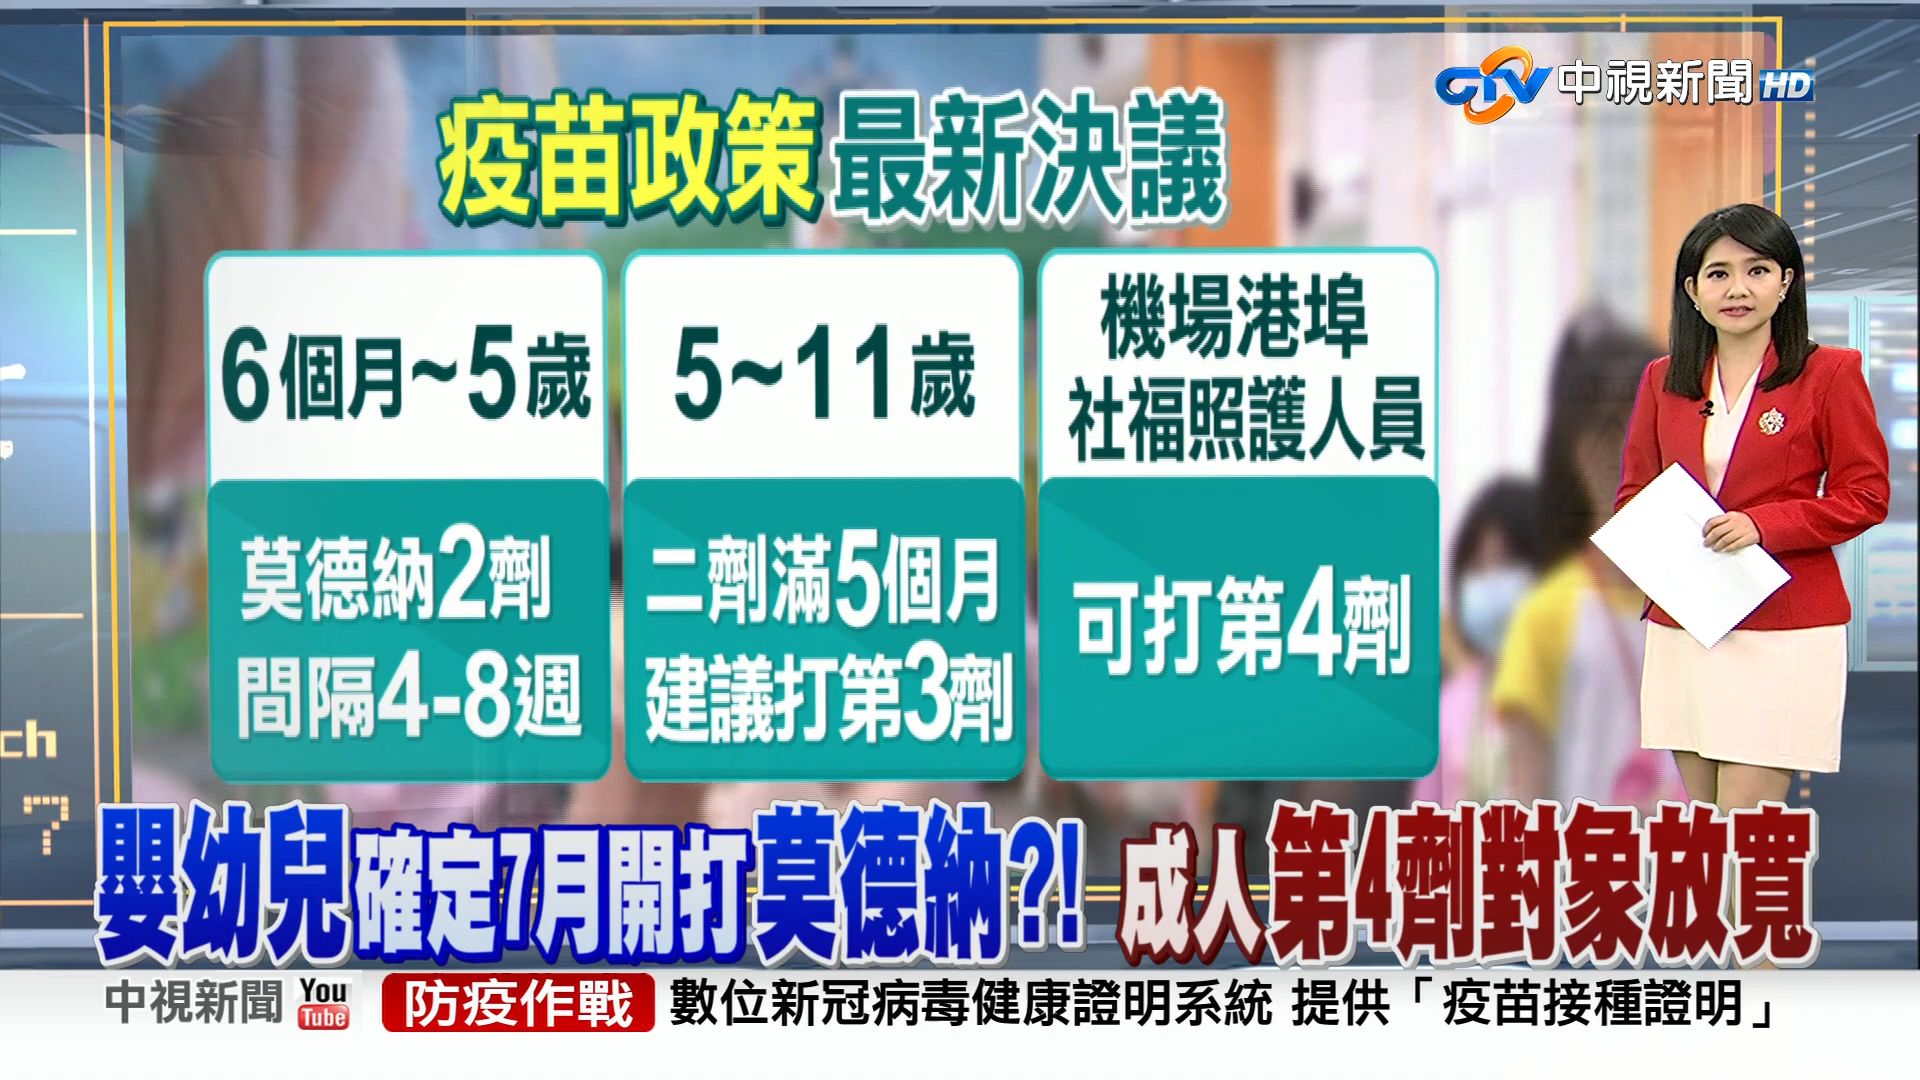 CTV中視新聞HD
疫苗政策最新決議
6個月~5歲
莫德納2劑
間隔4-8週
5~11歲
二劑滿5個月
建議打第3劑
機場港埠
社福照護人員
可打第4劑
ch
7
嬰幼兒確定7月開打莫德納?! 成人第4劑對象放寬
中視新聞 YouTube 防疫作戰 數位新冠病毒健康證明系統 提供「疫苗接種證明」